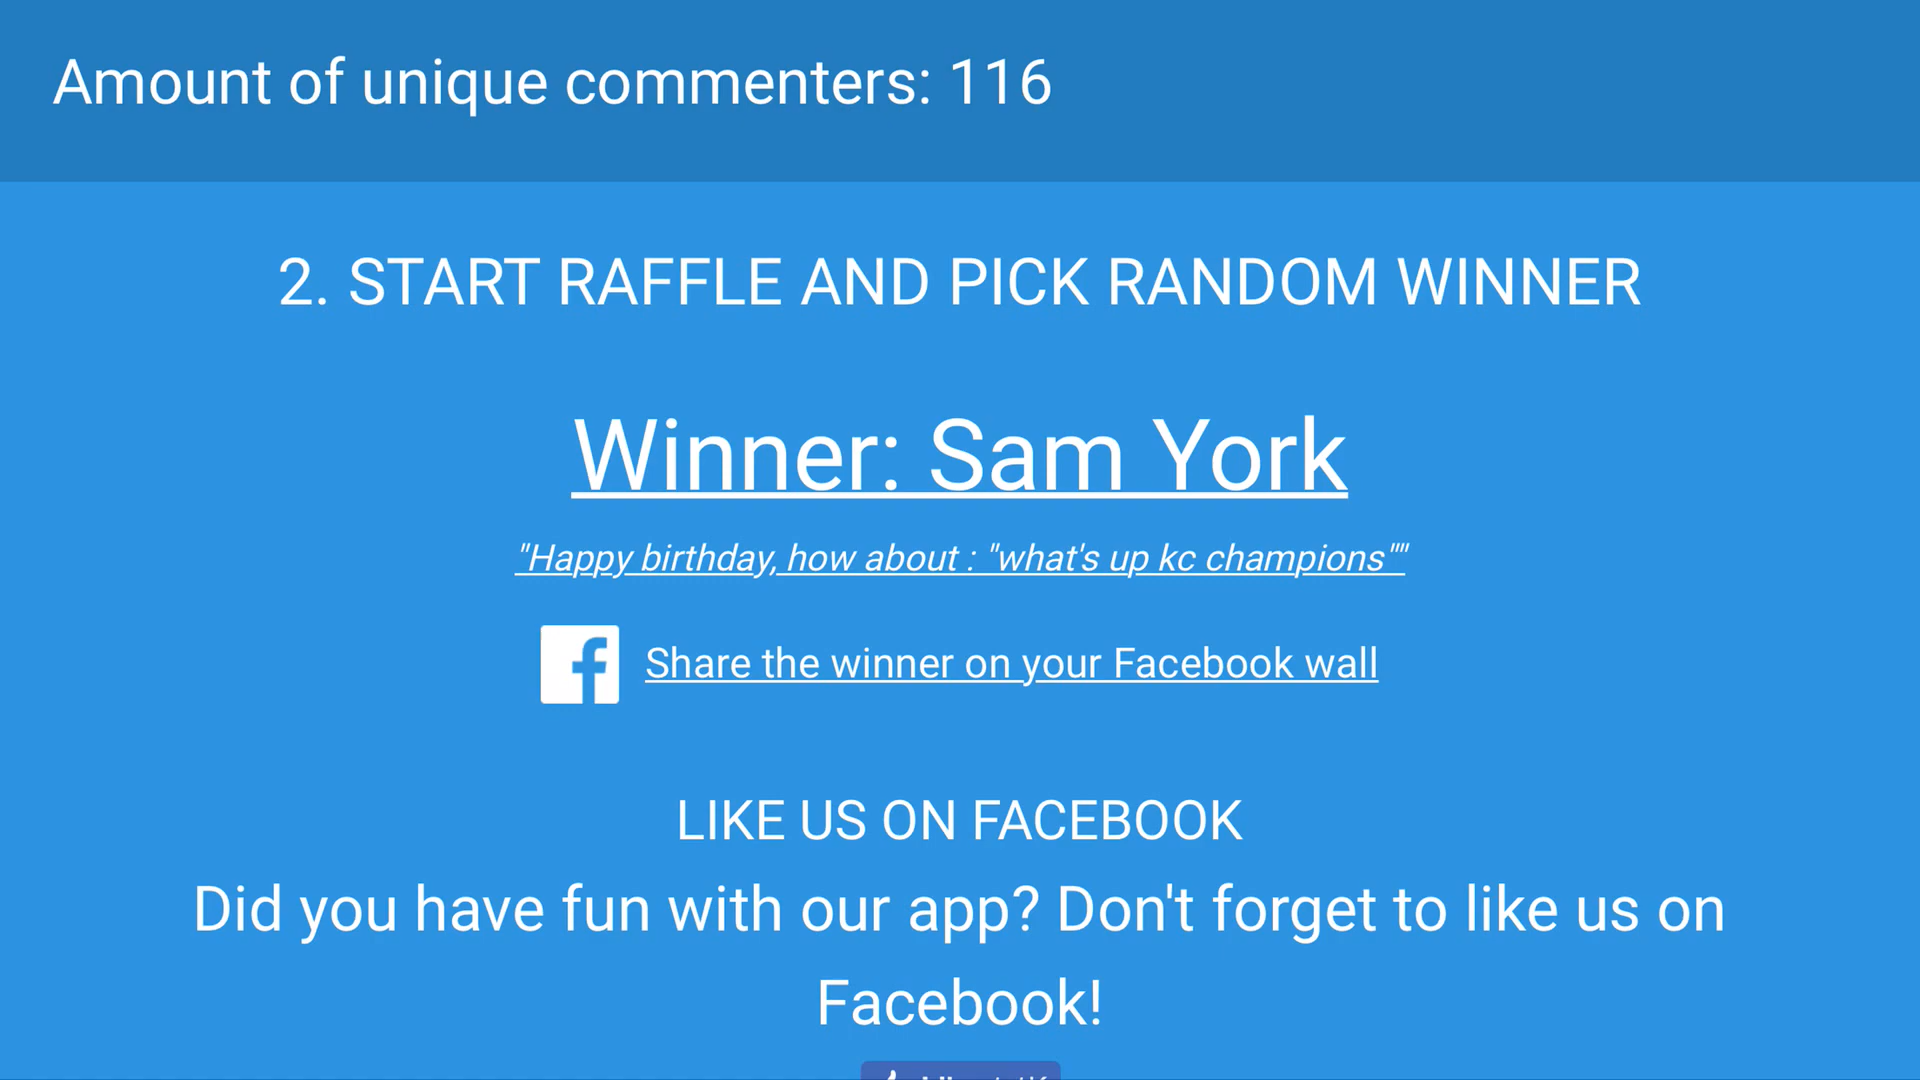 Amount of unique commenters: 116
2. START RAFFLE AND PICK RANDOM WINNER
Winner: Sam York
"Happy birthday, how about : "what's up kc champions""
Share the winner on your Facebook wall
LIKE US ON FACEBOOK
Did you have fun with our app? Don't forget to like us on
Facebook!